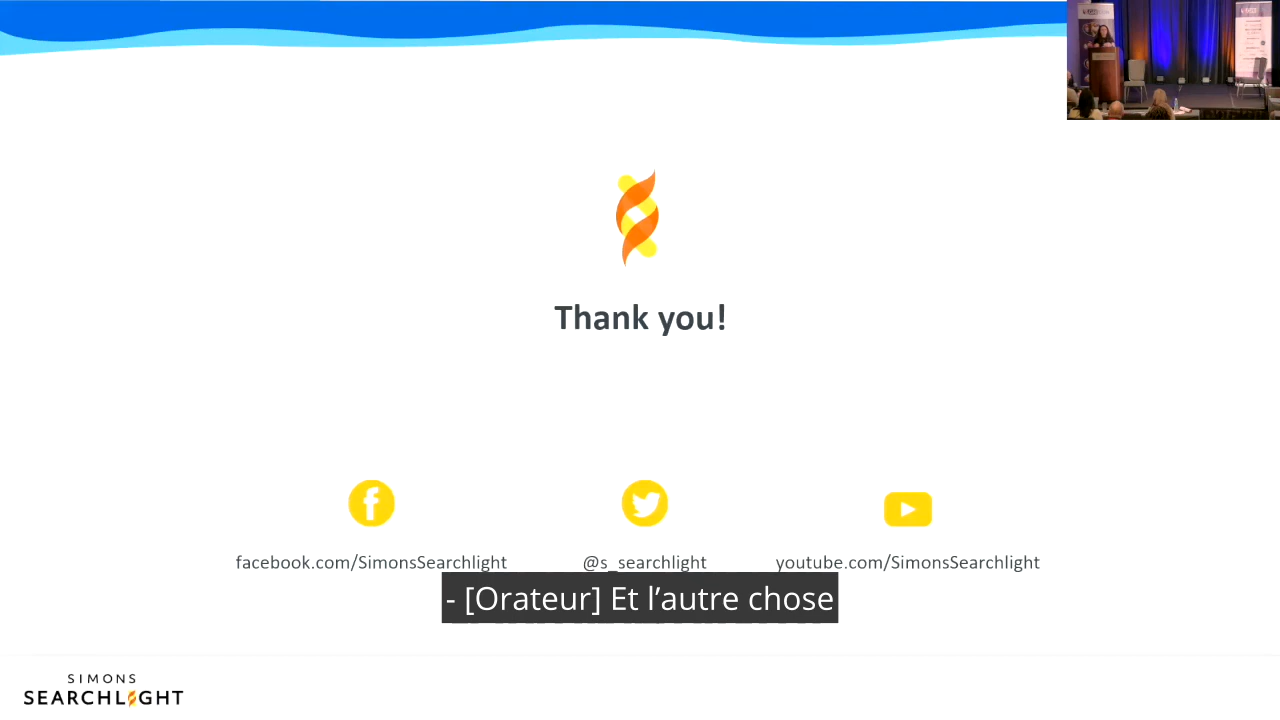 Thank you!
facebook.com/SimonsSearchlight
@s_searchlight
youtube.com/SimonsSearchlight
- [Orateur] Et l’autre chose
SIMONS
SEARCHLIGHT